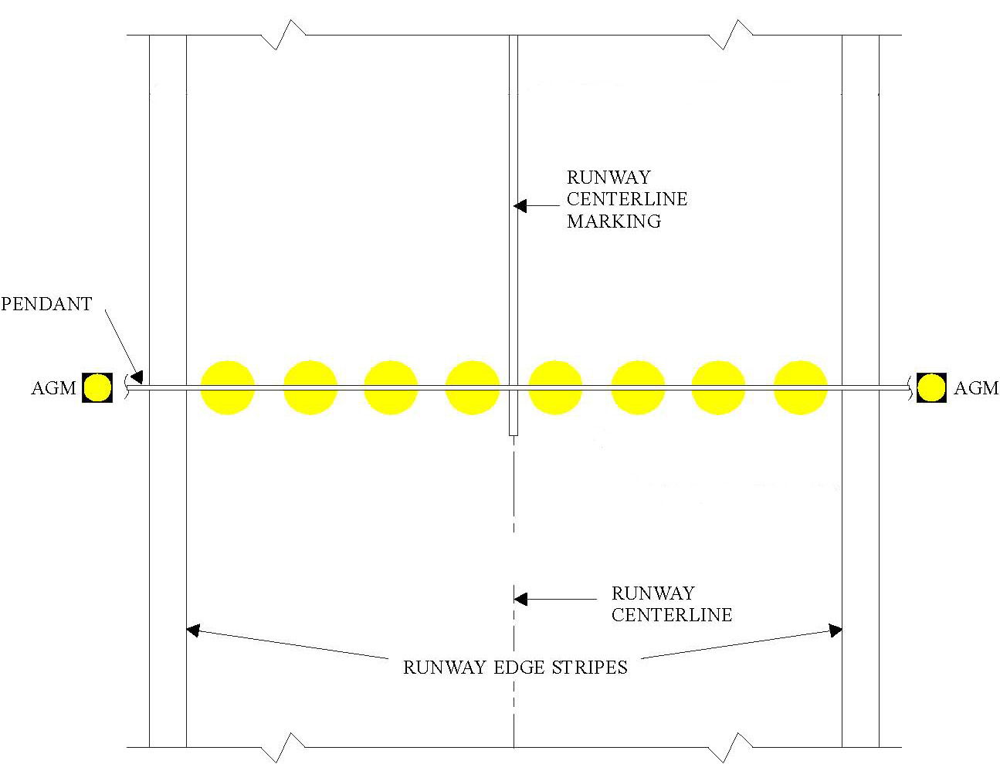 RUNWAY
CENTERLINE
MARKING
PENDANT
AGM
AGM
RUNWAY
CENTERLINE
RUNWAY EDGE STRIPES